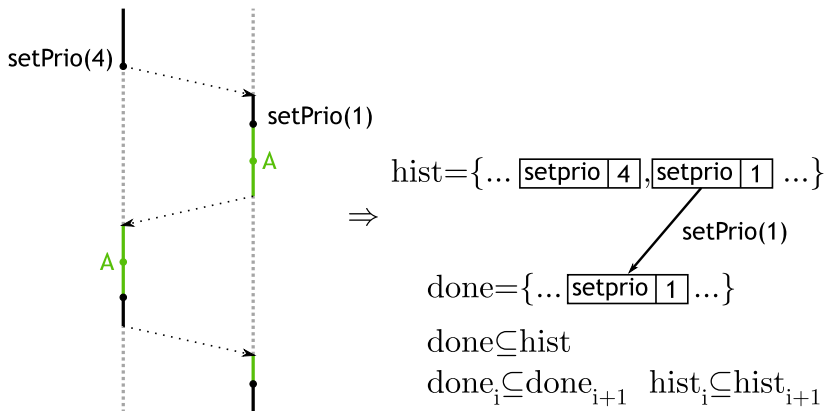 setPrio(4)
setPrio(1)
A
A
⇒
hist={... setprio 4 , setprio 1 ...}
setPrio(1)
done={... setprio 1 ...}
done⊆hist
doneᵢ⊆doneᵢ₊₁ histᵢ⊆histᵢ₊₁